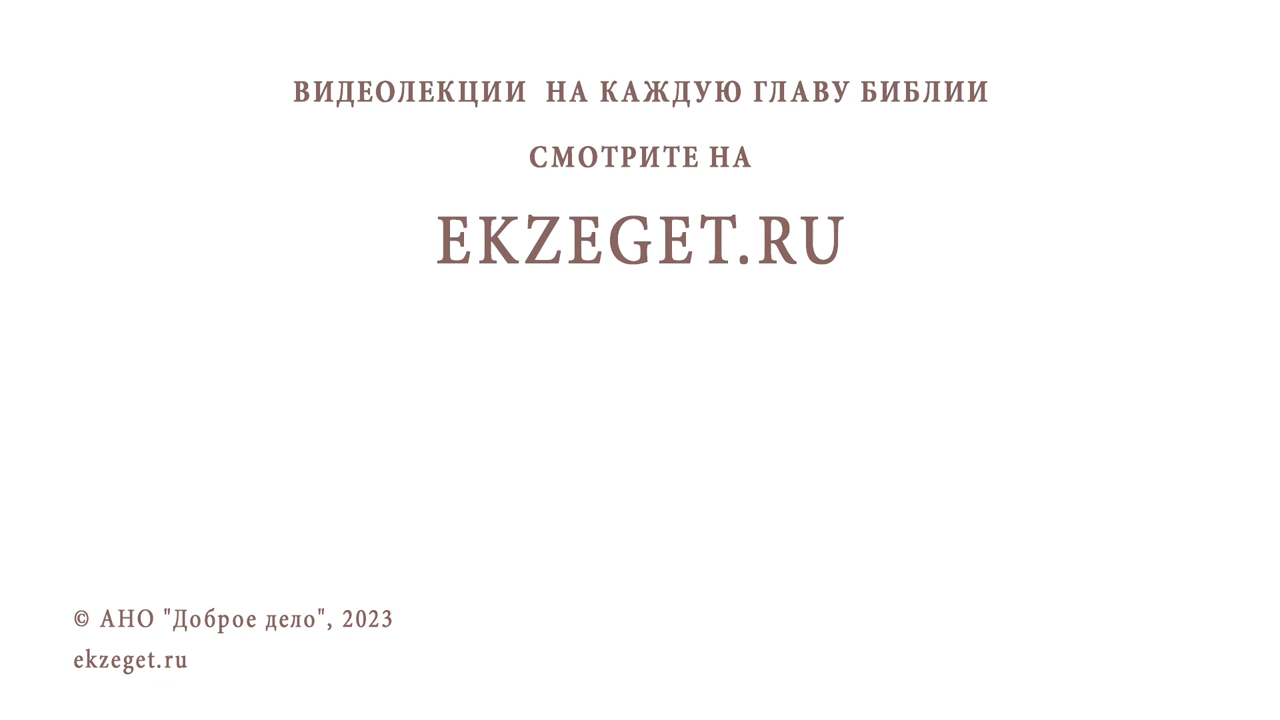 ВИДЕОЛЕКЦИИ НА КАЖДУЮ ГЛАВУ БИБЛИИ
СМОТРИТЕ НА
EKZEGET.RU
© АНО "Доброе дело", 2023
ekzeget.ru